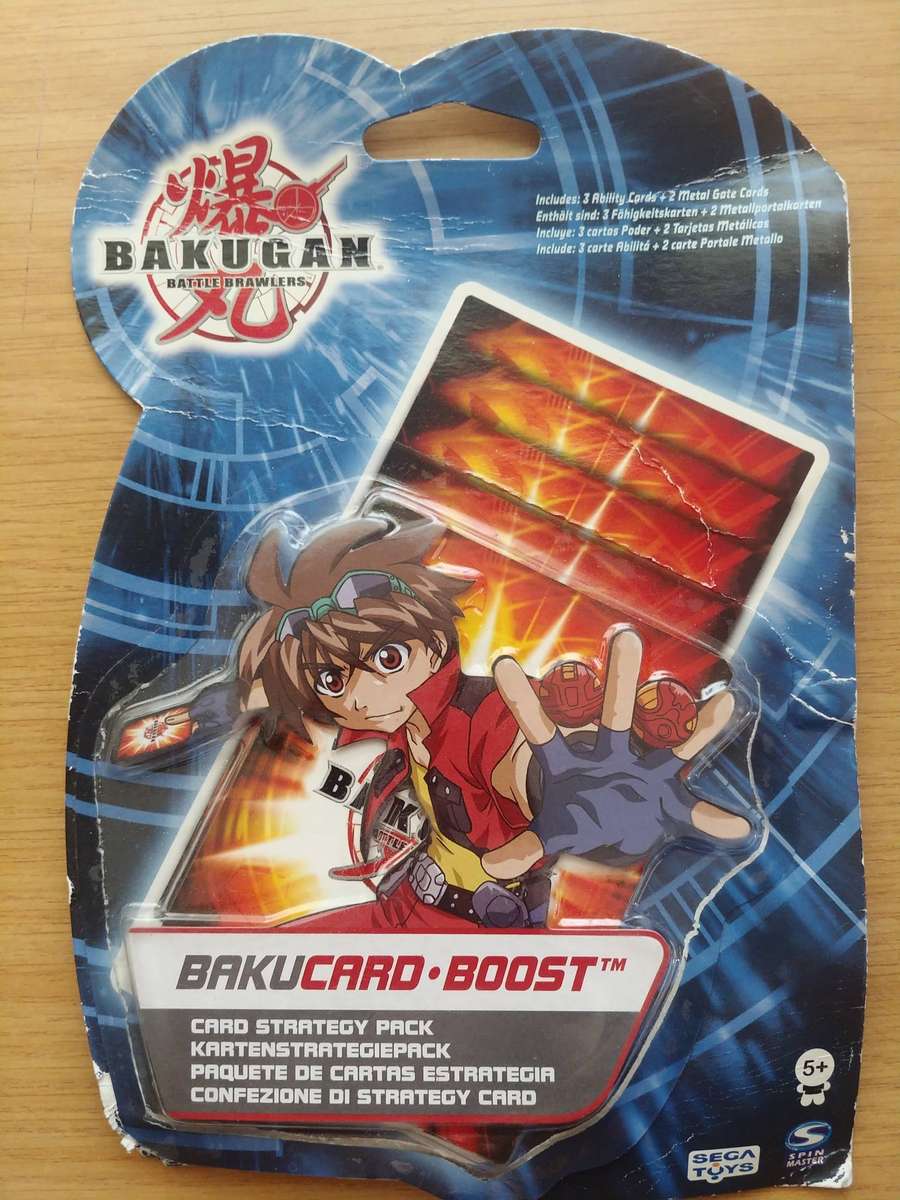 爆
BAKUGAN®
BATTLE BRAWLERS
丸
Includes: 3 Ability Cards + 2 Metal Gate Cards
Enthält sind: 3 Fähigkeitskarten + 2 Metallportalkarten
Incluye: 3 cartas Poder + 2 Tarjetas Metálicas
Include: 3 carte Abilitá + 2 carte Portale Metallo
BAKUCARD•BOOST™
CARD STRATEGY PACK
KARTENSTRATEGIEPACK
PAQUETE DE CARTAS ESTRATEGIA
CONFEZIONE DI STRATEGY CARD
5+
SEGA
TOYS
SPIN
MASTER